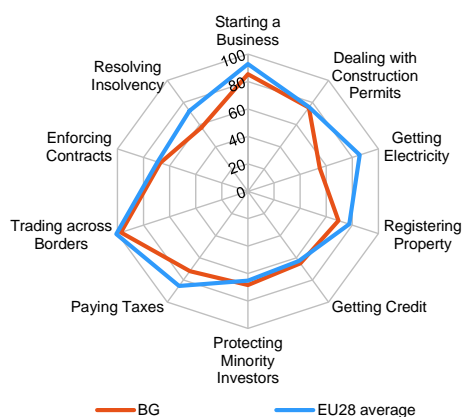 Starting a
Business
Dealing with
Construction
Permits
Getting
Electricity
Registering
Property
Getting Credit
Protecting
Minority
Investors
Paying Taxes
Trading across
Borders
Enforcing
Contracts
Resolving
Insolvency
100
80
60
40
20
0
BG
EU28 average